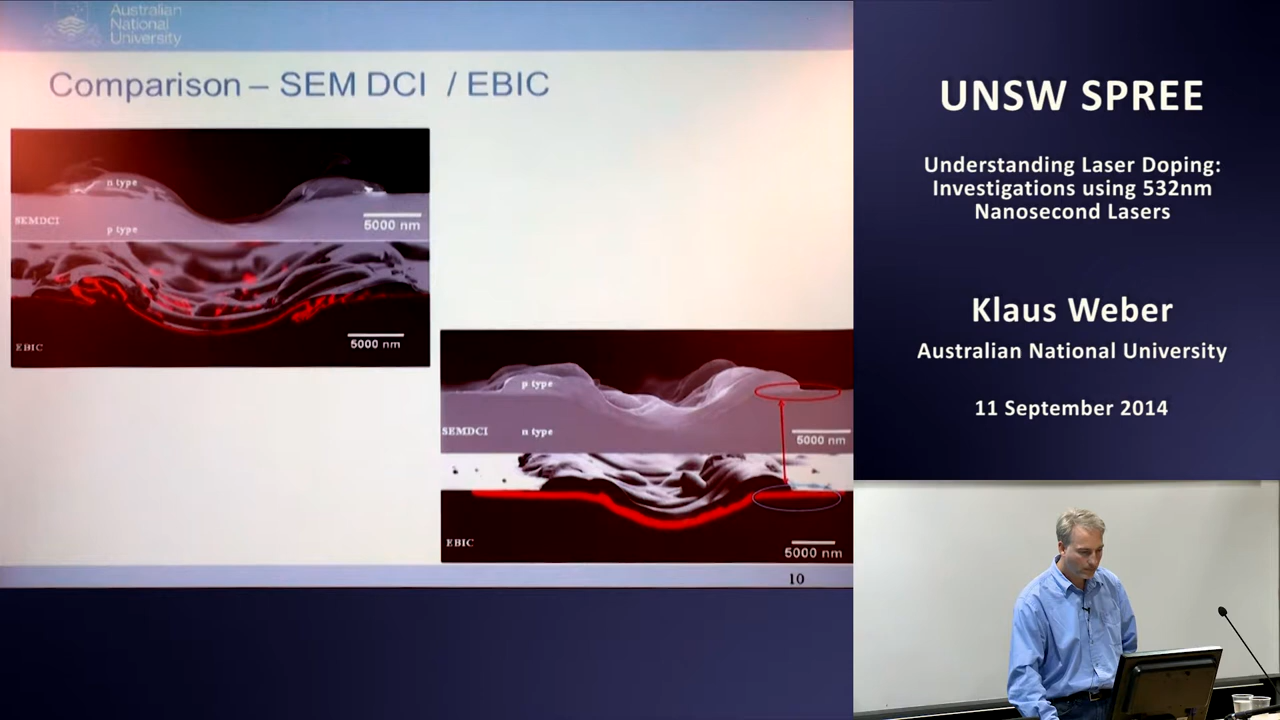 Australian
National
University
Comparison – SEM DCI / EBIC
n type
SEMDCI
5000 nm
p type
5000 nm
EBIC
p type
SEMDCI
n type
5000 nm
EBIC
5000 nm
10
UNSW SPREE
Understanding Laser Doping:
Investigations using 532nm
Nanosecond Lasers
Klaus Weber
Australian National University
11 September 2014